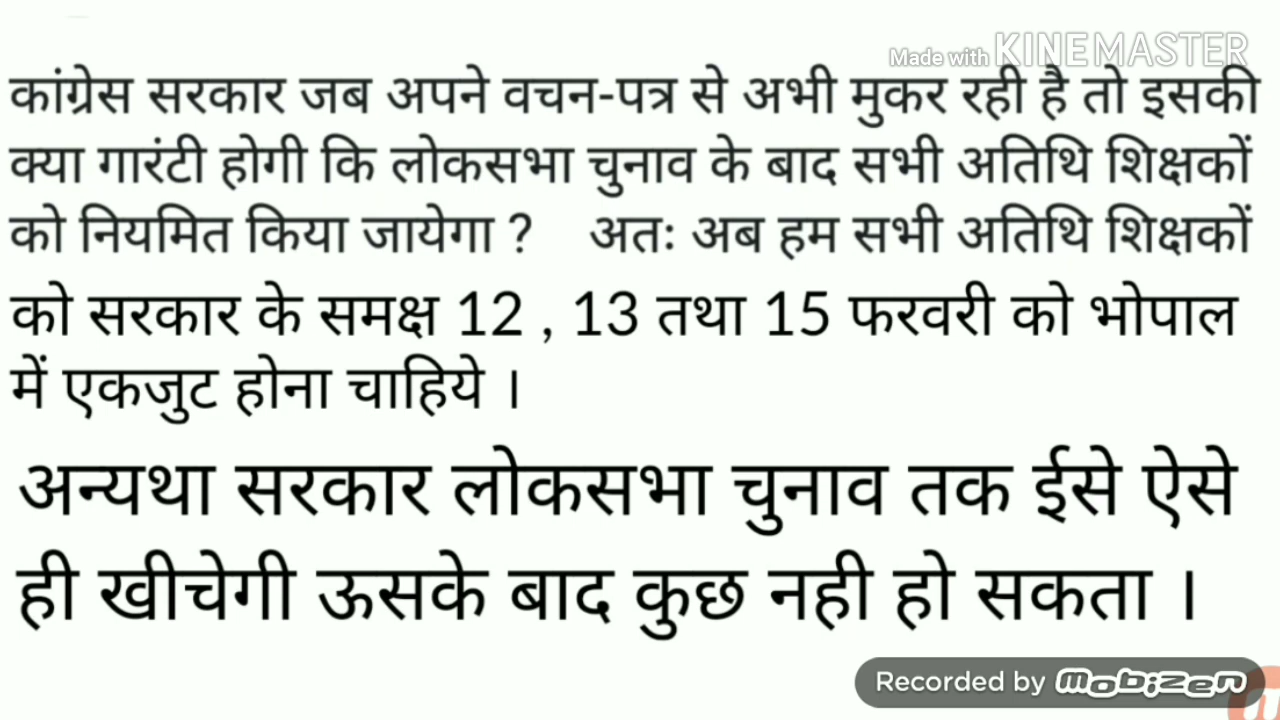 Made with KINEMASTER
कांग्रेस सरकार जब अपने वचन-पत्र से अभी मुकर रही है तो इसकी
क्या गारंटी होगी कि लोकसभा चुनाव के बाद सभी अतिथि शिक्षकों
को नियमित किया जायेगा ? अतः अब हम सभी अतिथि शिक्षकों
को सरकार के समक्ष 12 , 13 तथा 15 फरवरी को भोपाल
में एकजुट होना चाहिये ।
अन्यथा सरकार लोकसभा चुनाव तक ईसे ऐसे
ही खीचेगी ऊसके बाद कुछ नही हो सकता ।
Recorded by Mobizen